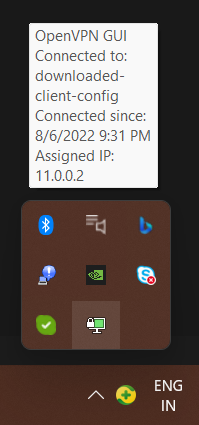 OpenVPN GUI
Connected to:
downloaded-
client-config
Connected since:
8/6/2022 9:31 PM
Assigned IP:
11.0.0.2
ENG
IN